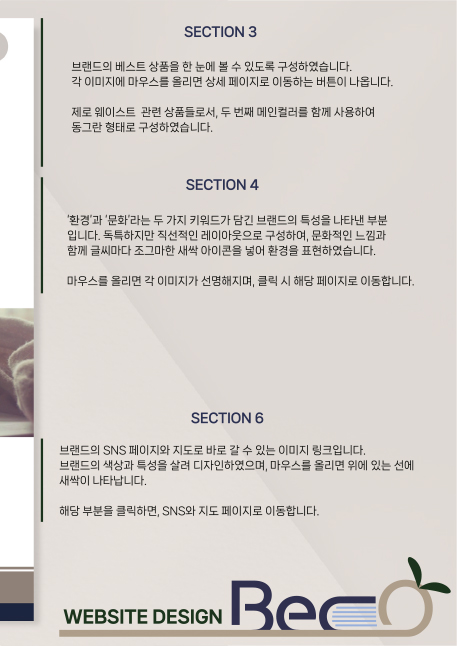 SECTION 3
브랜드의 베스트 상품을 한 눈에 볼 수 있도록 구성하였습니다.
각 이미지에 마우스를 올리면 상세 페이지로 이동하는 버튼이 나옵니다.
제로 웨이스트 관련 상품들로서, 두 번째 메인컬러를 함께 사용하여
동그란 형태로 구성하였습니다.
SECTION 4
'환경'과 '문화'라는 두 가지 키워드가 담긴 브랜드의 특성을 나타낸 부분
입니다. 독특하지만 직선적인 레이아웃으로 구성하여, 문화적인 느낌과
함께 글씨마다 조그마한 새싹 아이콘을 넣어 환경을 표현하였습니다.
마우스를 올리면 각 이미지가 선명해지며, 클릭 시 해당 페이지로 이동합니다.
SECTION 6
브랜드의 SNS 페이지와 지도로 바로 갈 수 있는 이미지 링크입니다.
브랜드의 색상과 특성을 살려 디자인하였으며, 마우스를 올리면 위에 있는 선에
새싹이 나타납니다.
해당 부분을 클릭하면, SNS와 지도 페이지로 이동합니다.
WEBSITE DESIGN Beco